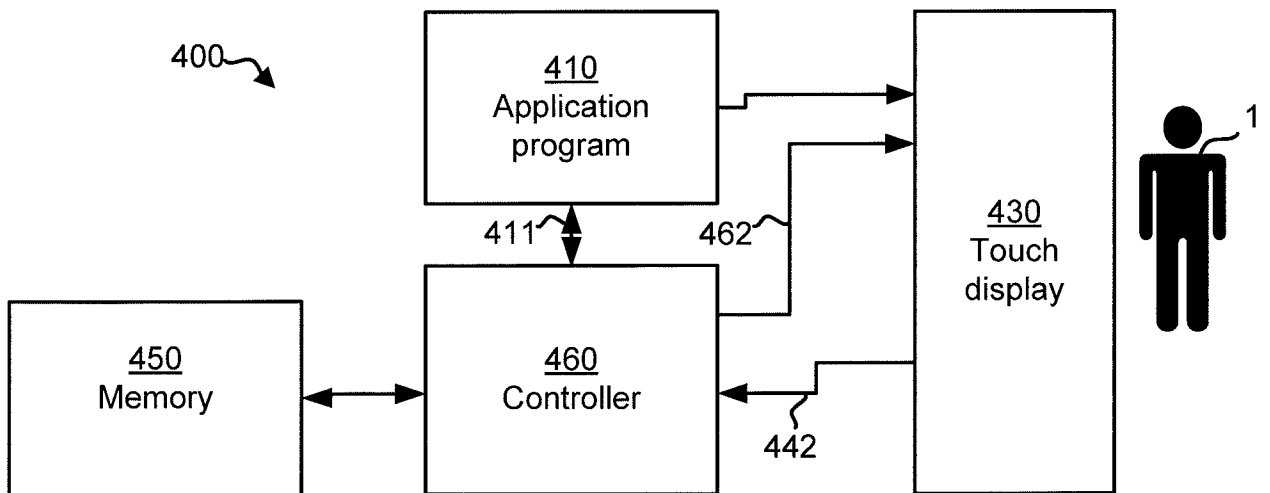 400
410
Application
program
1
411
462
430
Touch
display
450
Memory
460
Controller
442